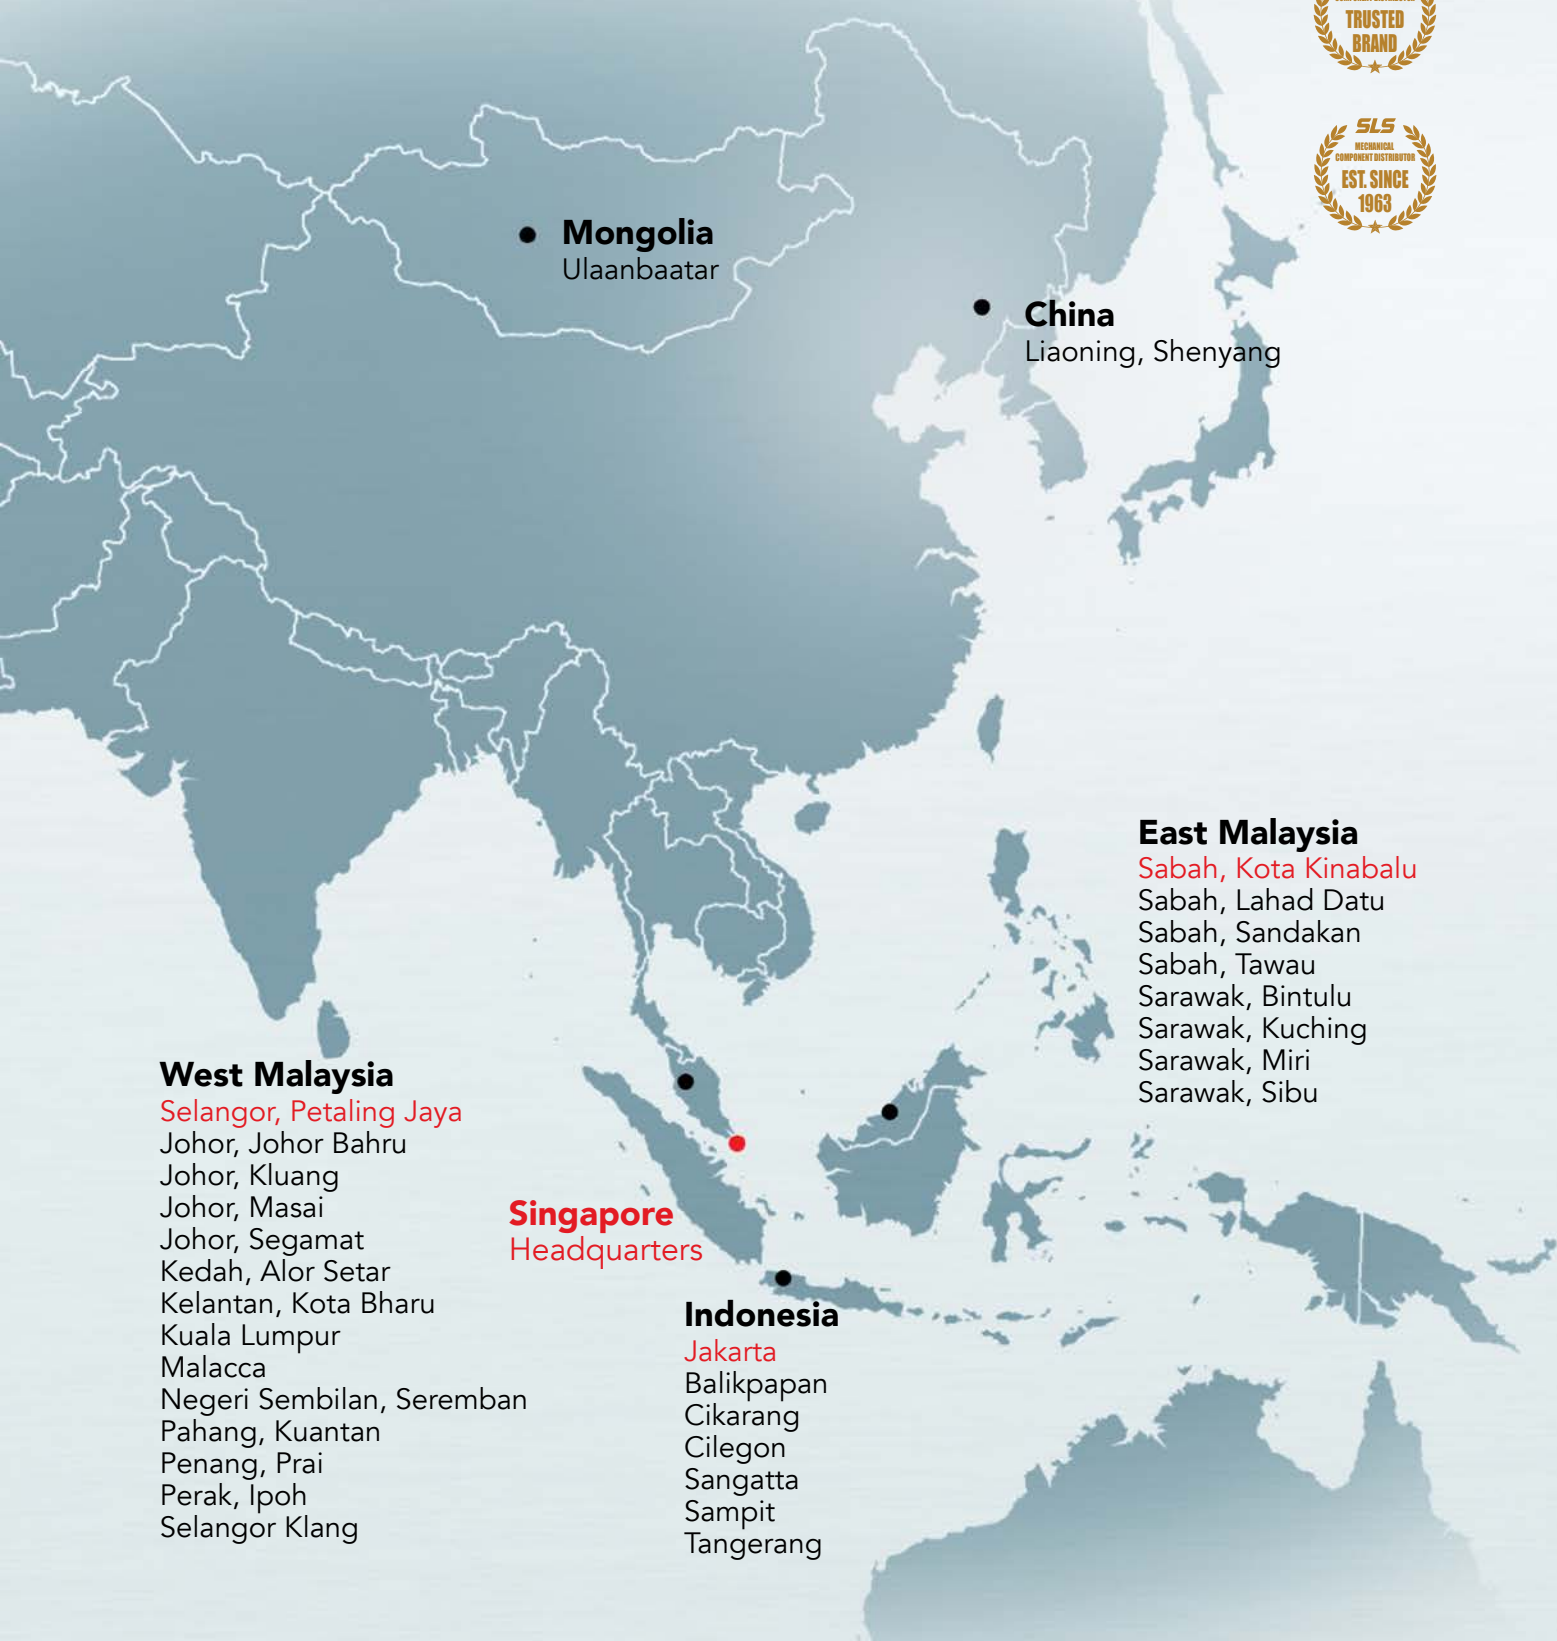 TRUSTED
BRAND
SLS
MECHANICAL
COMPONENT DISTRIBUTOR
EST. SINCE
1963
Mongolia
Ulaanbaatar
China
Liaoning, Shenyang
East Malaysia
Sabah, Kota Kinabalu
Sabah, Lahad Datu
Sabah, Sandakan
Sabah, Tawau
Sarawak, Bintulu
Sarawak, Kuching
Sarawak, Miri
Sarawak, Sibu
West Malaysia
Selangor, Petaling Jaya
Johor, Johor Bahru
Johor, Kluang
Johor, Masai
Johor, Segamat
Kedah, Alor Setar
Kelantan, Kota Bharu
Kuala Lumpur
Malacca
Negeri Sembilan, Seremban
Pahang, Kuantan
Penang, Prai
Perak, Ipoh
Selangor Klang
Singapore
Headquarters
Indonesia
Jakarta
Balikpapan
Cikarang
Cilegon
Sangatta
Sampit
Tangerang